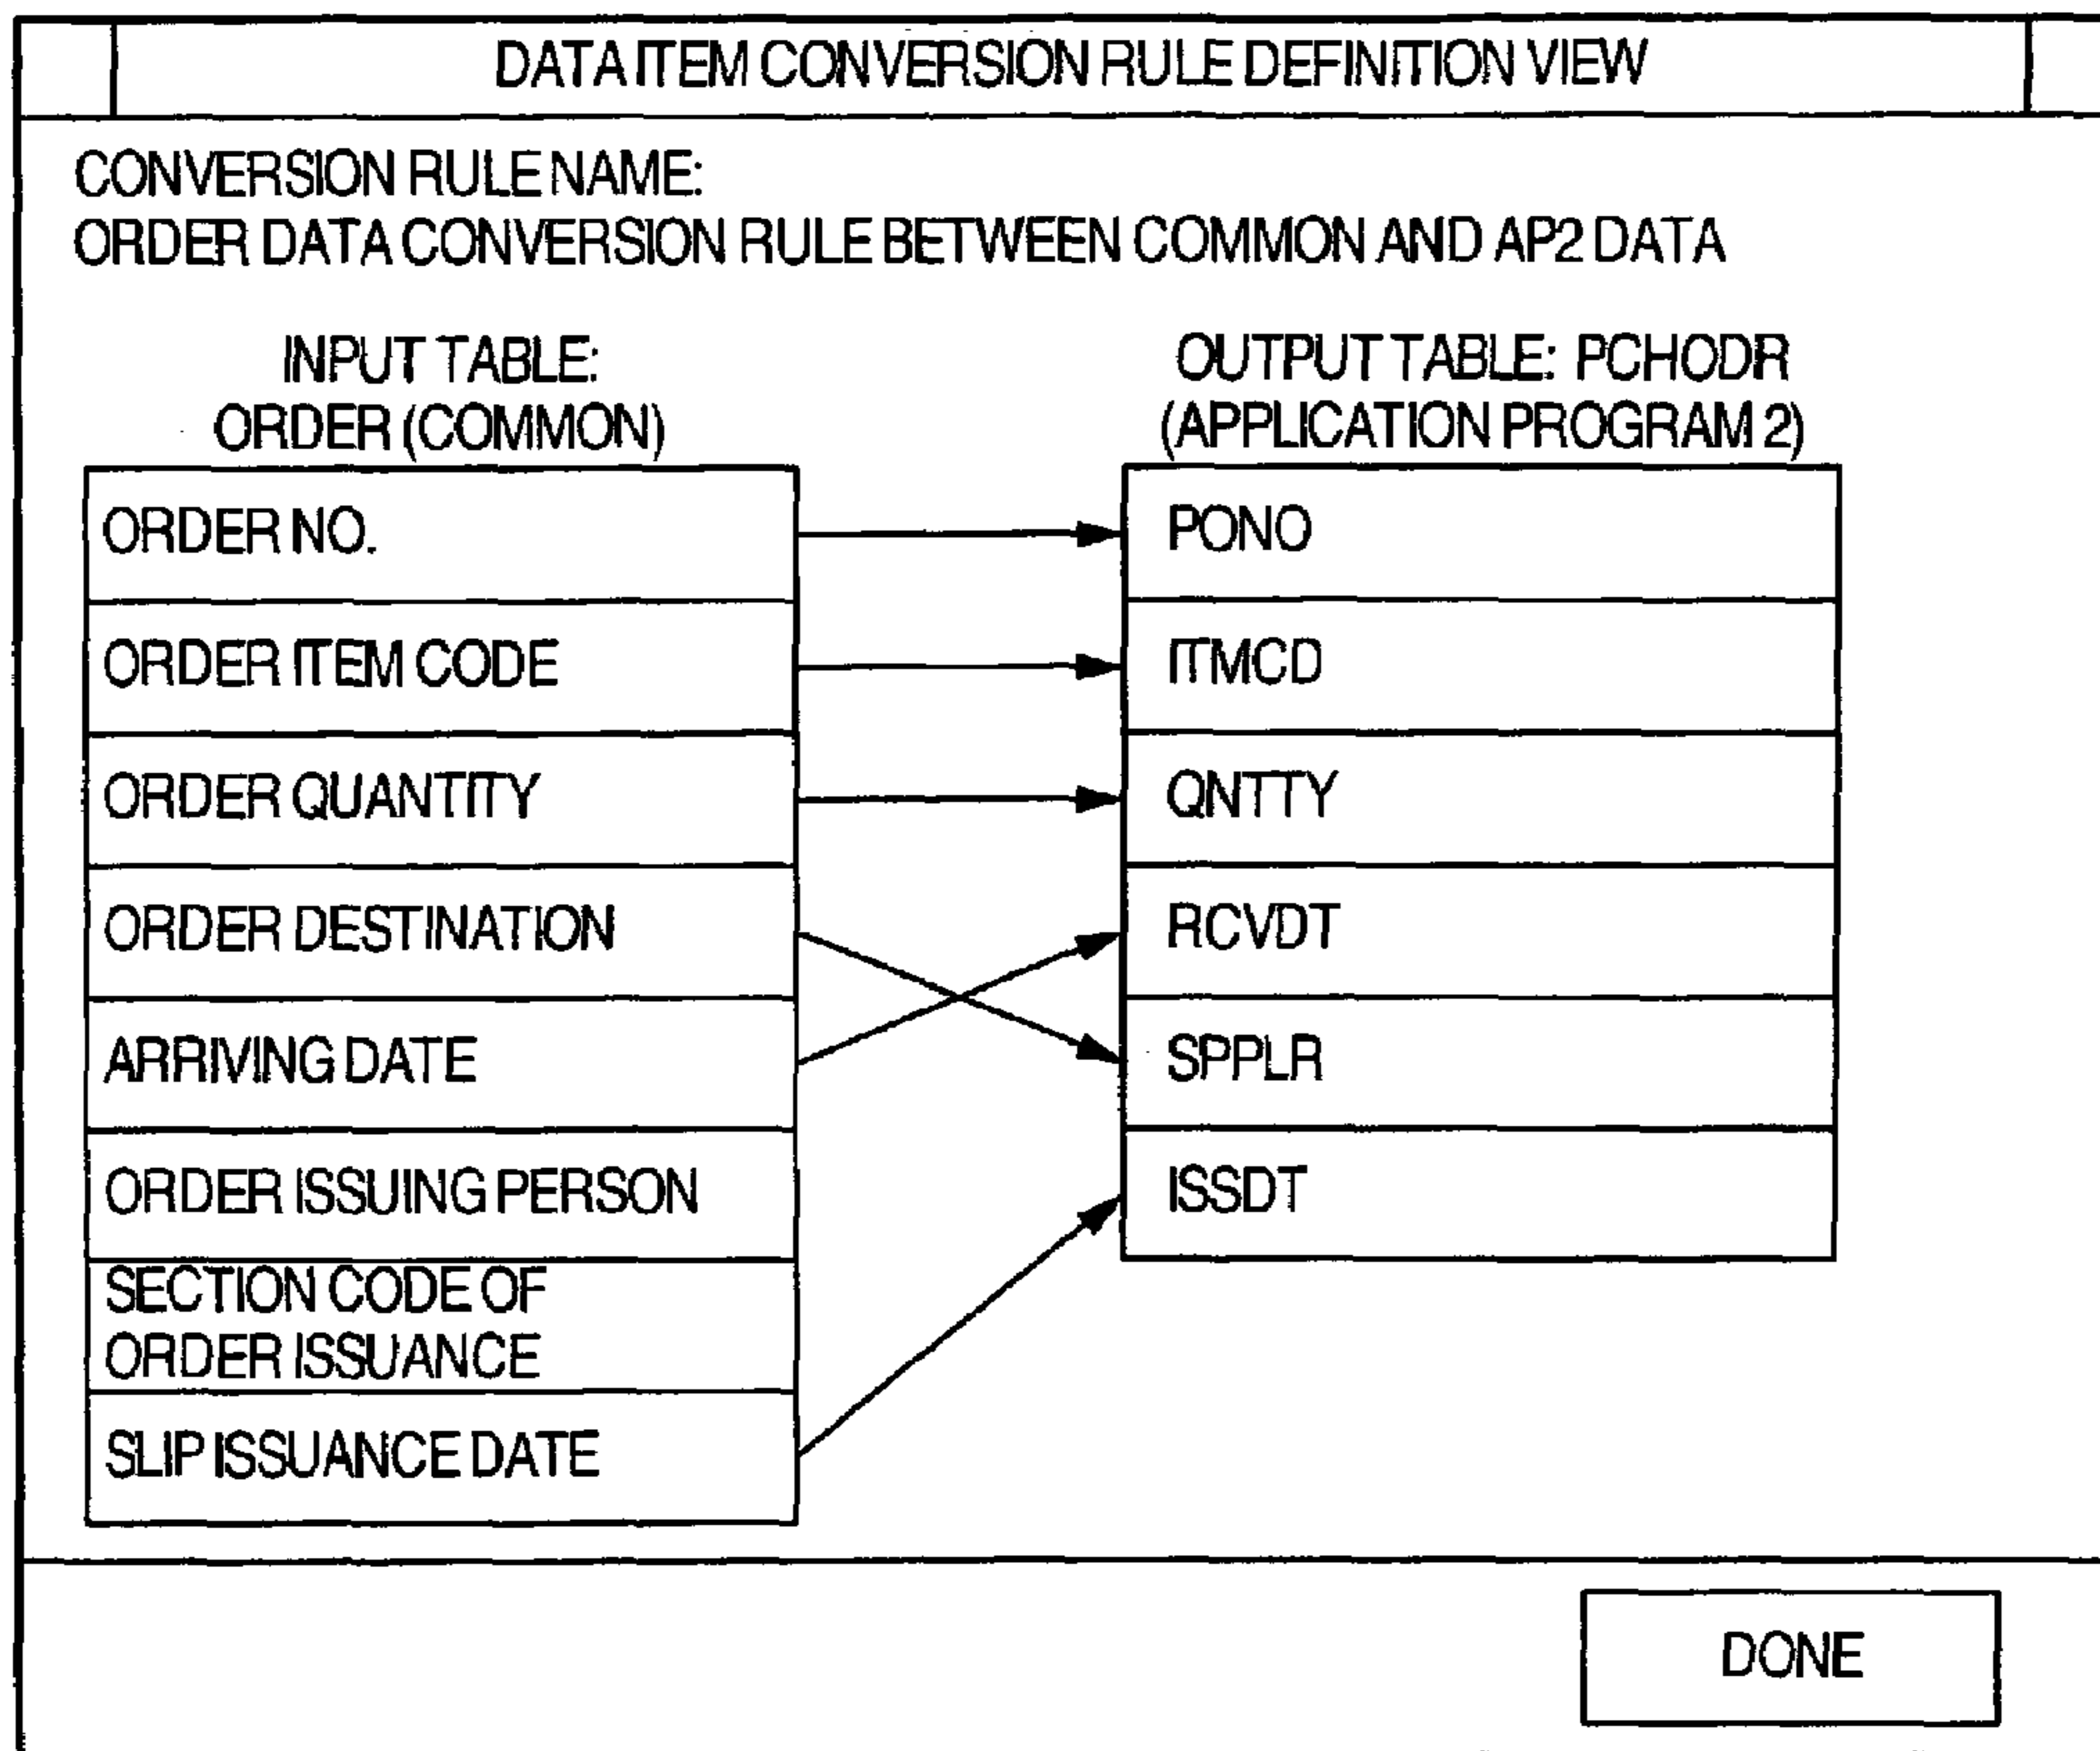 DATA ITEM CONVERSION RULE DEFINITION VIEW
CONVERSION RULE NAME:
ORDER DATA CONVERSION RULE BETWEEN COMMON AND AP2 DATA
INPUT TABLE:
ORDER (COMMON)
ORDER NO.
ORDER ITEM CODE
ORDER QUANTITY
ORDER DESTINATION
ARRIVING DATE
ORDER ISSUING PERSON
SECTION CODE OF
ORDER ISSUANCE
SLIP ISSUANCE DATE
OUTPUT TABLE: PCHODR
(APPLICATION PROGRAM 2)
PONO
ITMCD
QNTTY
RCVDT
SPPLR
ISSDT
DONE